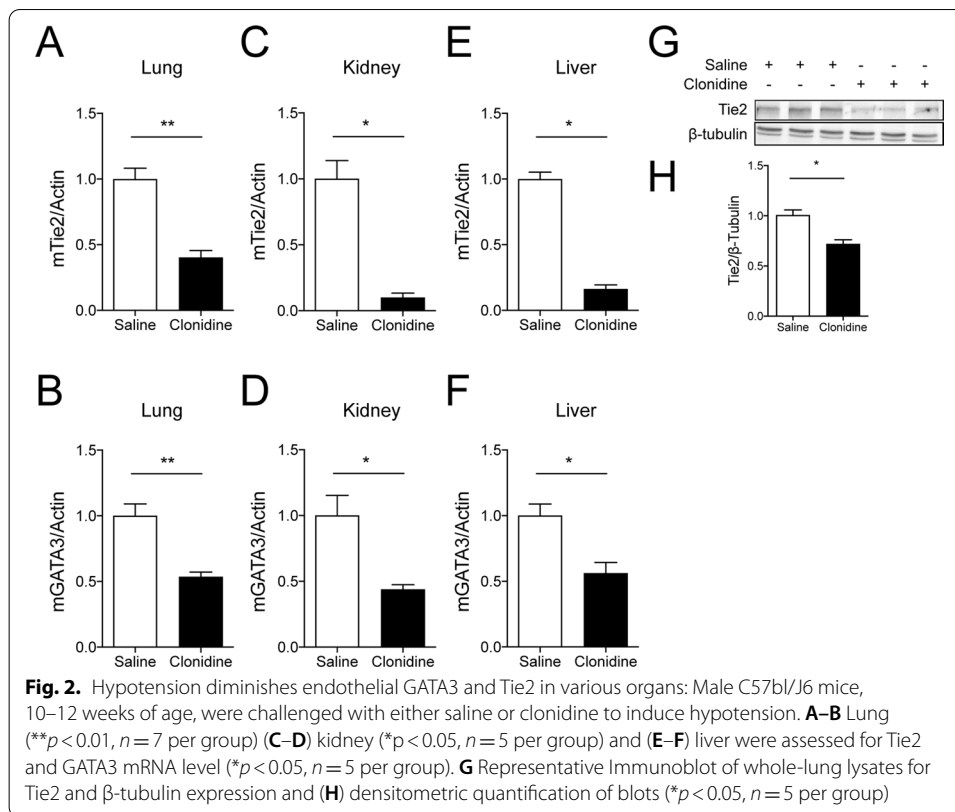 A
Lung
1.5
1.0
0.5
0.0
mTie2/Actin
**
Saline Clonidine
C
Kidney
1.5
1.0
0.5
0.0
mTie2/Actin
*
Saline Clonidine
E
Liver
1.5
1.0
0.5
0.0
mTie2/Actin
*
Saline Clonidine
G
Saline + + + - - -
Clonidine - - - + + +
Tie2
β-tubulin
H
1.5
1.0
0.5
0.0
Tie2/β-Tubulin
*
Saline Clonidine
B
Lung
1.5
1.0
0.5
0.0
mGATA3/Actin
**
Saline Clonidine
D
Kidney
1.5
1.0
0.5
0.0
mGATA3/Actin
*
Saline Clonidine
F
Liver
1.5
1.0
0.5
0.0
mGATA3/Actin
*
Saline Clonidine
Fig. 2. Hypotension diminishes endothelial GATA3 and Tie2 in various organs: Male C57bl/J6 mice,
10–12 weeks of age, were challenged with either saline or clonidine to induce hypotension. A–B Lung
(**p < 0.01, n = 7 per group) (C–D) kidney (*p < 0.05, n = 5 per group) and (E–F) liver were assessed for Tie2
and GATA3 mRNA level (*p < 0.05, n = 5 per group). G Representative Immunoblot of whole-lung lysates for
Tie2 and β-tubulin expression and (H) densitometric quantification of blots (*p < 0.05, n = 5 per group)